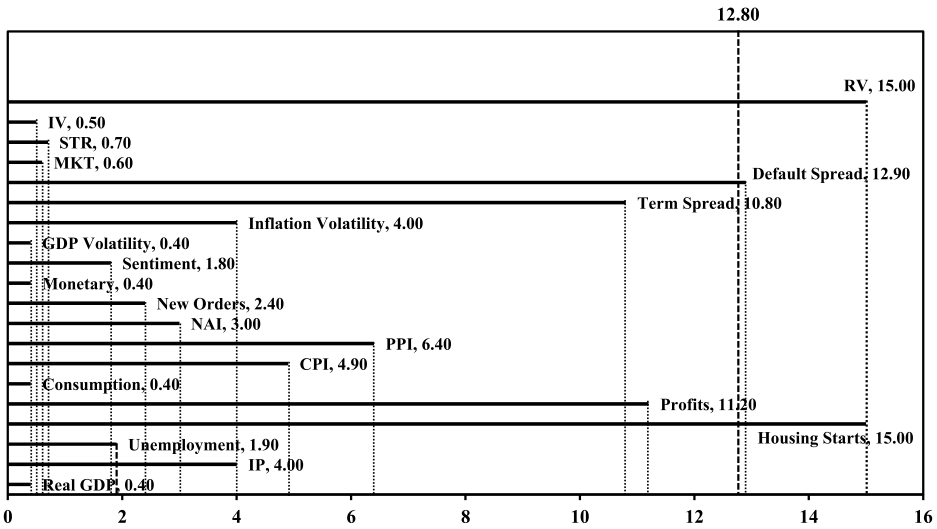 12.80
RV, 15.00
IV, 0.50
STR, 0.70
MKT, 0.60
Default Spread, 12.90
Term Spread, 10.80
Inflation Volatility, 4.00
GDP Volatility, 0.40
Sentiment, 1.80
Monetary, 0.40
New Orders, 2.40
NAI, 3.00
PPI, 6.40
CPI, 4.90
Consumption, 0.40
Profits, 11.20
Housing Starts, 15.00
Unemployment, 1.90
IP, 4.00
Real GDP, 0.40
0 2 4 6 8 10 12 14 16